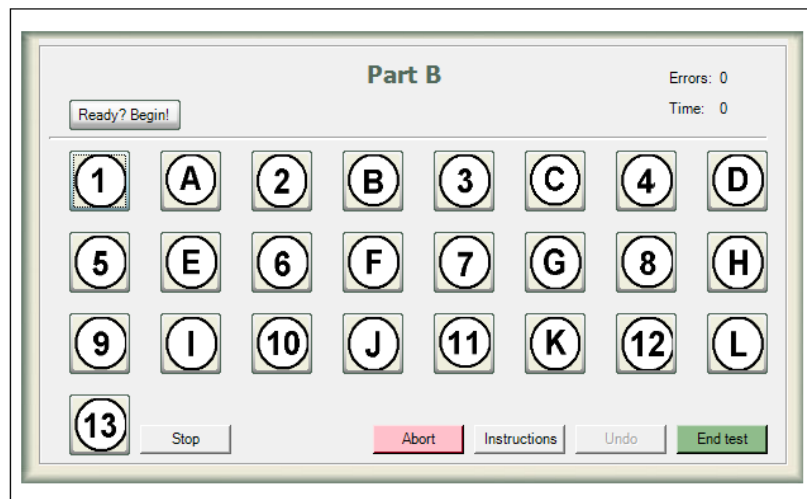 Part B
Errors: 0
Ready? Begin!
Time: 0
1 A 2 B 3 C 4 D
5 E 6 F 7 G 8 H
9 I 10 J 11 K 12 L
13
Stop Abort Instructions Undo End test